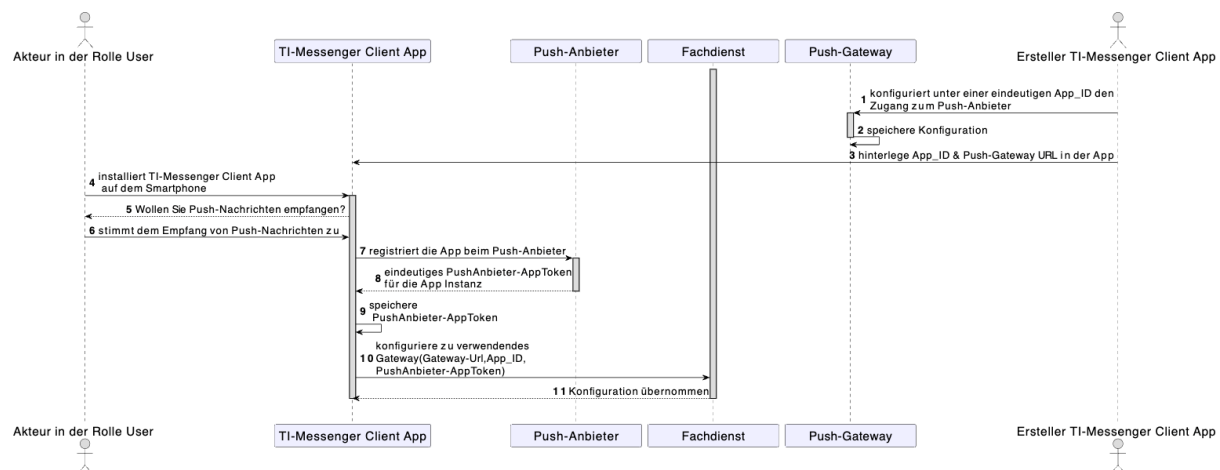 Akteur in der Rolle User
TI-Messenger Client App
Push-Anbieter
Fachdienst
Push-Gateway
Ersteller TI-Messenger Client App
1 konfiguriert unter einer eindeutigen App_ID den
Zugang zum Push-Anbieter
2 speichere Konfiguration
3 hinterlege App_ID & Push-Gateway URL in der App
4 installiert TI-Messenger Client App
auf dem Smartphone
5 Wollen Sie Push-Nachrichten empfangen?
6 stimmt dem Empfang von Push-Nachrichten zu
7 registriert die App beim Push-Anbieter
8 eindeutiges PushAnbieter-AppToken
für die App Instanz
9 speichere
PushAnbieter-AppToken
konfiguriere zu verwendendes
10 Gateway(Gateway-Url,App_ID,
PushAnbieter-AppToken)
11 Konfiguration übernommen
Akteur in der Rolle User
TI-Messenger Client App
Push-Anbieter
Fachdienst
Push-Gateway
Ersteller TI-Messenger Client App